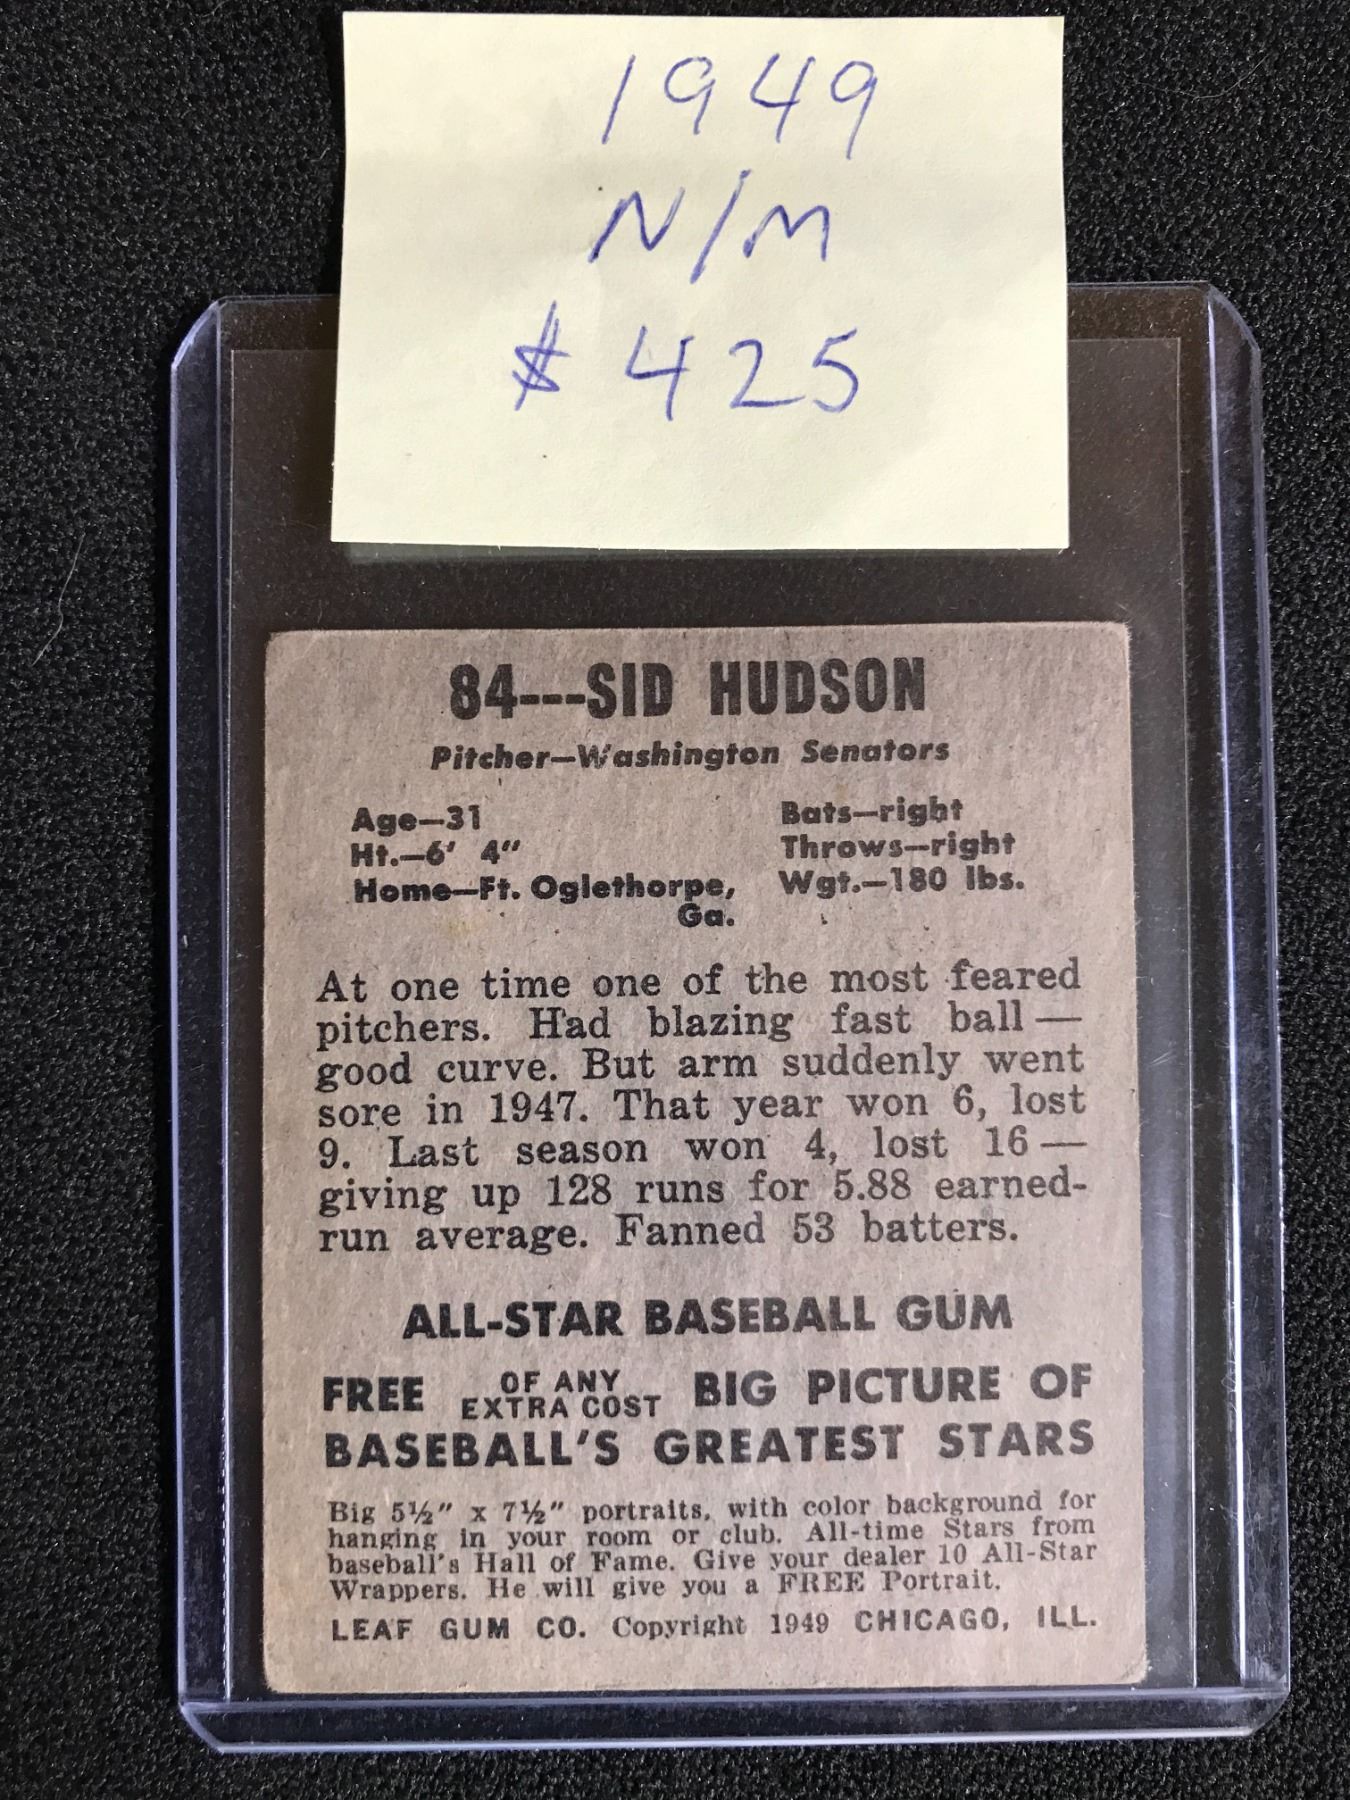 1949
N/M
$425
84---SID HUDSON
Pitcher—Washington Senators
Age—31
Bats—right
Ht.—6' 4"
Throws—right
Home—Ft. Oglethorpe, Ga.
Wgt.—180 lbs.
At one time one of the most feared
pitchers. Had blazing fast ball —
good curve. But arm suddenly went
sore in 1947. That year won 6, lost
9. Last season won 4, lost 16 —
giving up 128 runs for 5.88 earned-
run average. Fanned 53 batters.
ALL-STAR BASEBALL GUM
FREE OF ANY EXTRA COST BIG PICTURE OF
BASEBALL'S GREATEST STARS
Big 5½" x 7½" portraits, with color background for
hanging in your room or club. All-time Stars from
baseball's Hall of Fame. Give your dealer 10 All-Star
Wrappers. He will give you a FREE Portrait.
LEAF GUM CO. Copyright 1949 CHICAGO, ILL.